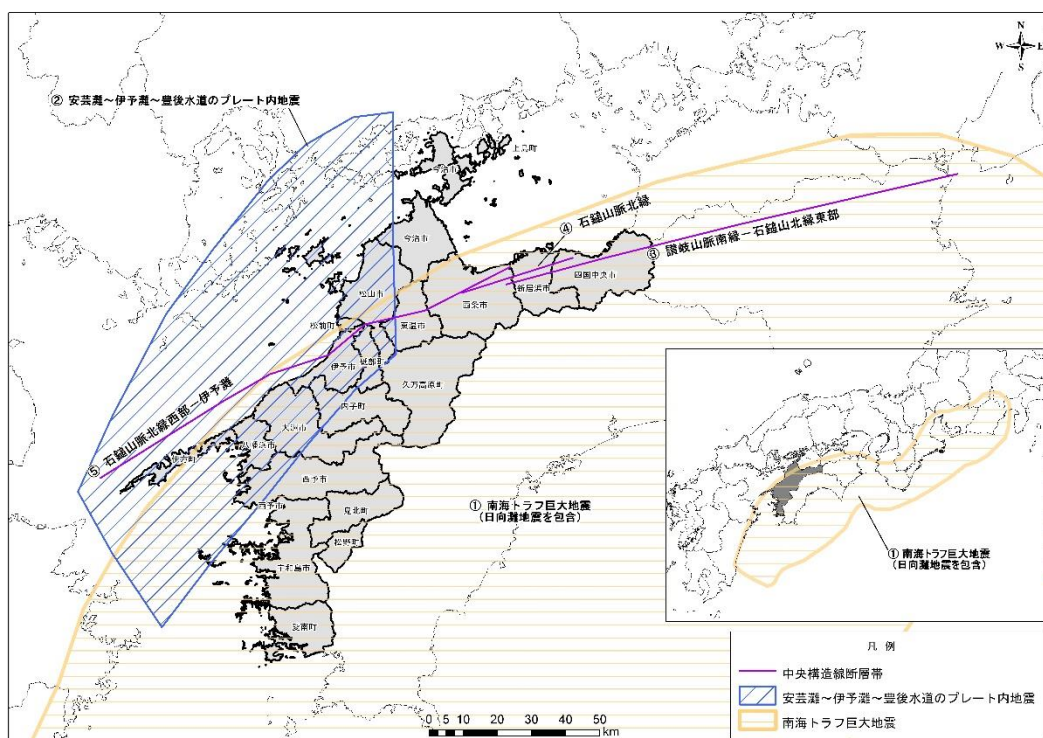 N
W E
S
② 安芸灘~伊予灘~豊後水道のプレート内地震
上島町
今治市
今治市
④ 石鎚山脈北縁
③ 讃岐山脈南縁-石鎚山北縁東部
四国中央市
新居浜市
西条市
松山市
東温市
松前町
砥部町
伊予市
久万高原町
⑤ 石鎚山脈北縁西部-伊予灘
内子町
大洲市
八幡浜市
伊方町
西予市
西予市
鬼北町
① 南海トラフ巨大地震
(日向灘地震を包含)
松野町
宇和島市
愛南町
① 南海トラフ巨大地震
(日向灘地震を包含)
凡 例
中央構造線断層帯
安芸灘~伊予灘~豊後水道のプレート内地震
南海トラフ巨大地震
0 5 10 20 30 40 50
km